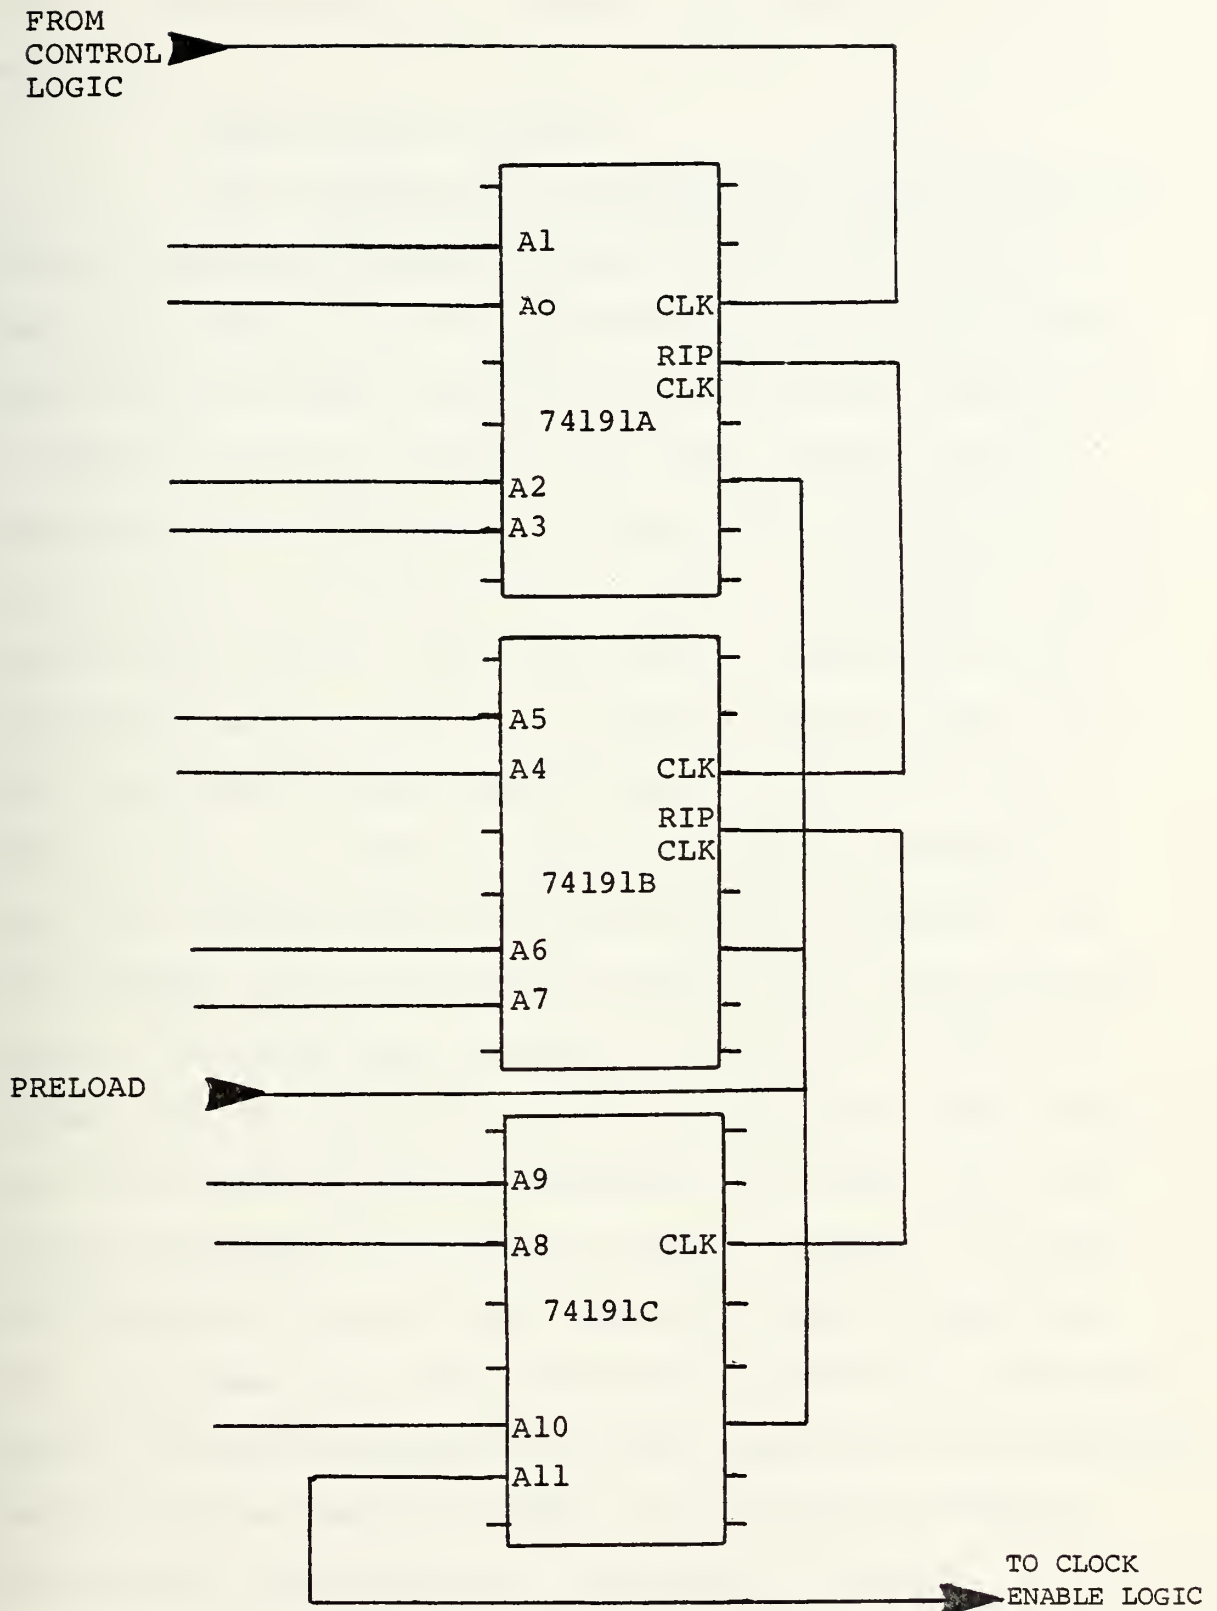 FROM
CONTROL
LOGIC
A1
Ao
CLK
RIP
CLK
74191A
A2
A3
A5
A4
CLK
RIP
CLK
74191B
A6
A7
PRELOAD
A9
A8
CLK
74191C
A10
A11
TO CLOCK
ENABLE LOGIC